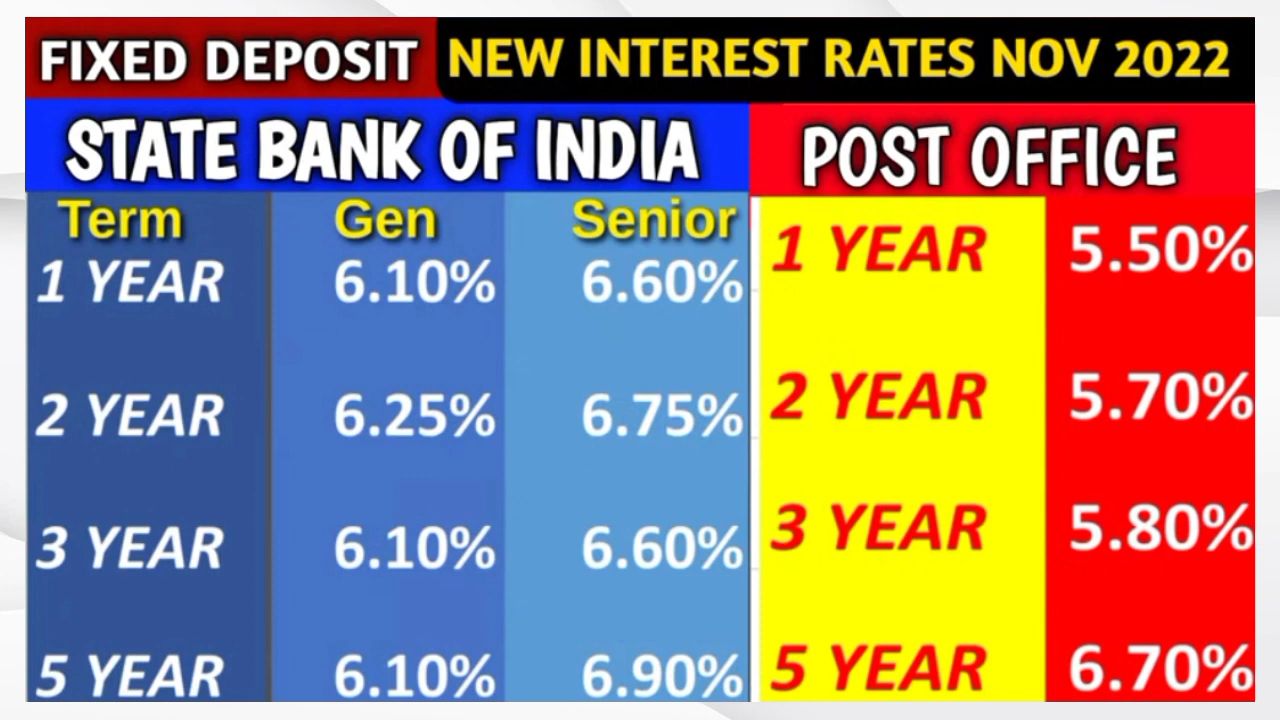 FIXED DEPOSIT NEW INTEREST RATES NOV 2022
STATE BANK OF INDIA
Term Gen Senior
1 YEAR 6.10% 6.60%
2 YEAR 6.25% 6.75%
3 YEAR 6.10% 6.60%
5 YEAR 6.10% 6.90%
POST OFFICE
1 YEAR 5.50%
2 YEAR 5.70%
3 YEAR 5.80%
5 YEAR 6.70%